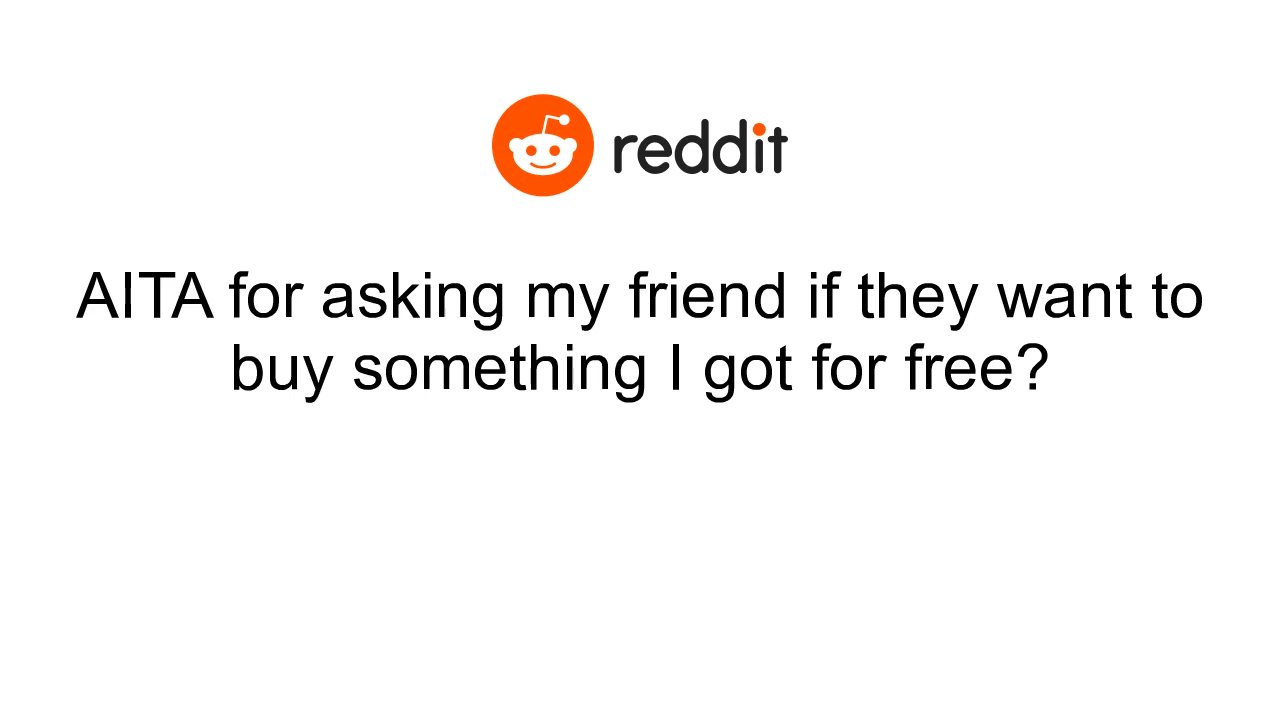 reddit
AITA for asking my friend if they want to
buy something I got for free?